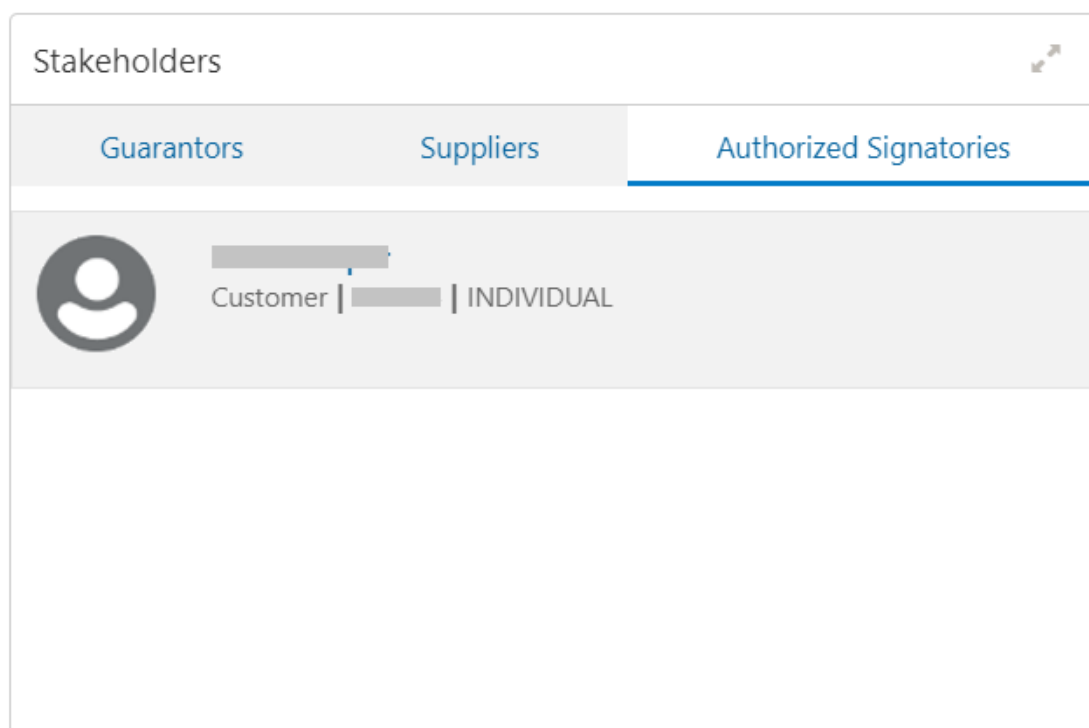 Stakeholders
Guarantors Suppliers Authorized Signatories
Customer | | INDIVIDUAL